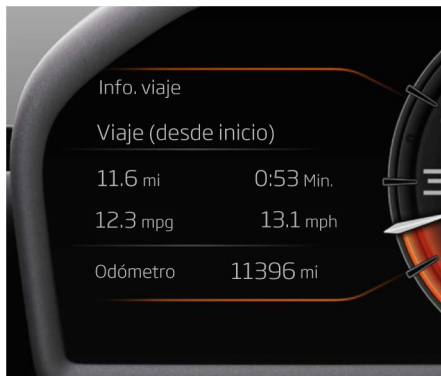 Info. viaje
Viaje (desde inicio)
11.6 mi 0:53 Min.
12.3 mpg 13.1 mph
Odómetro 11396 mi